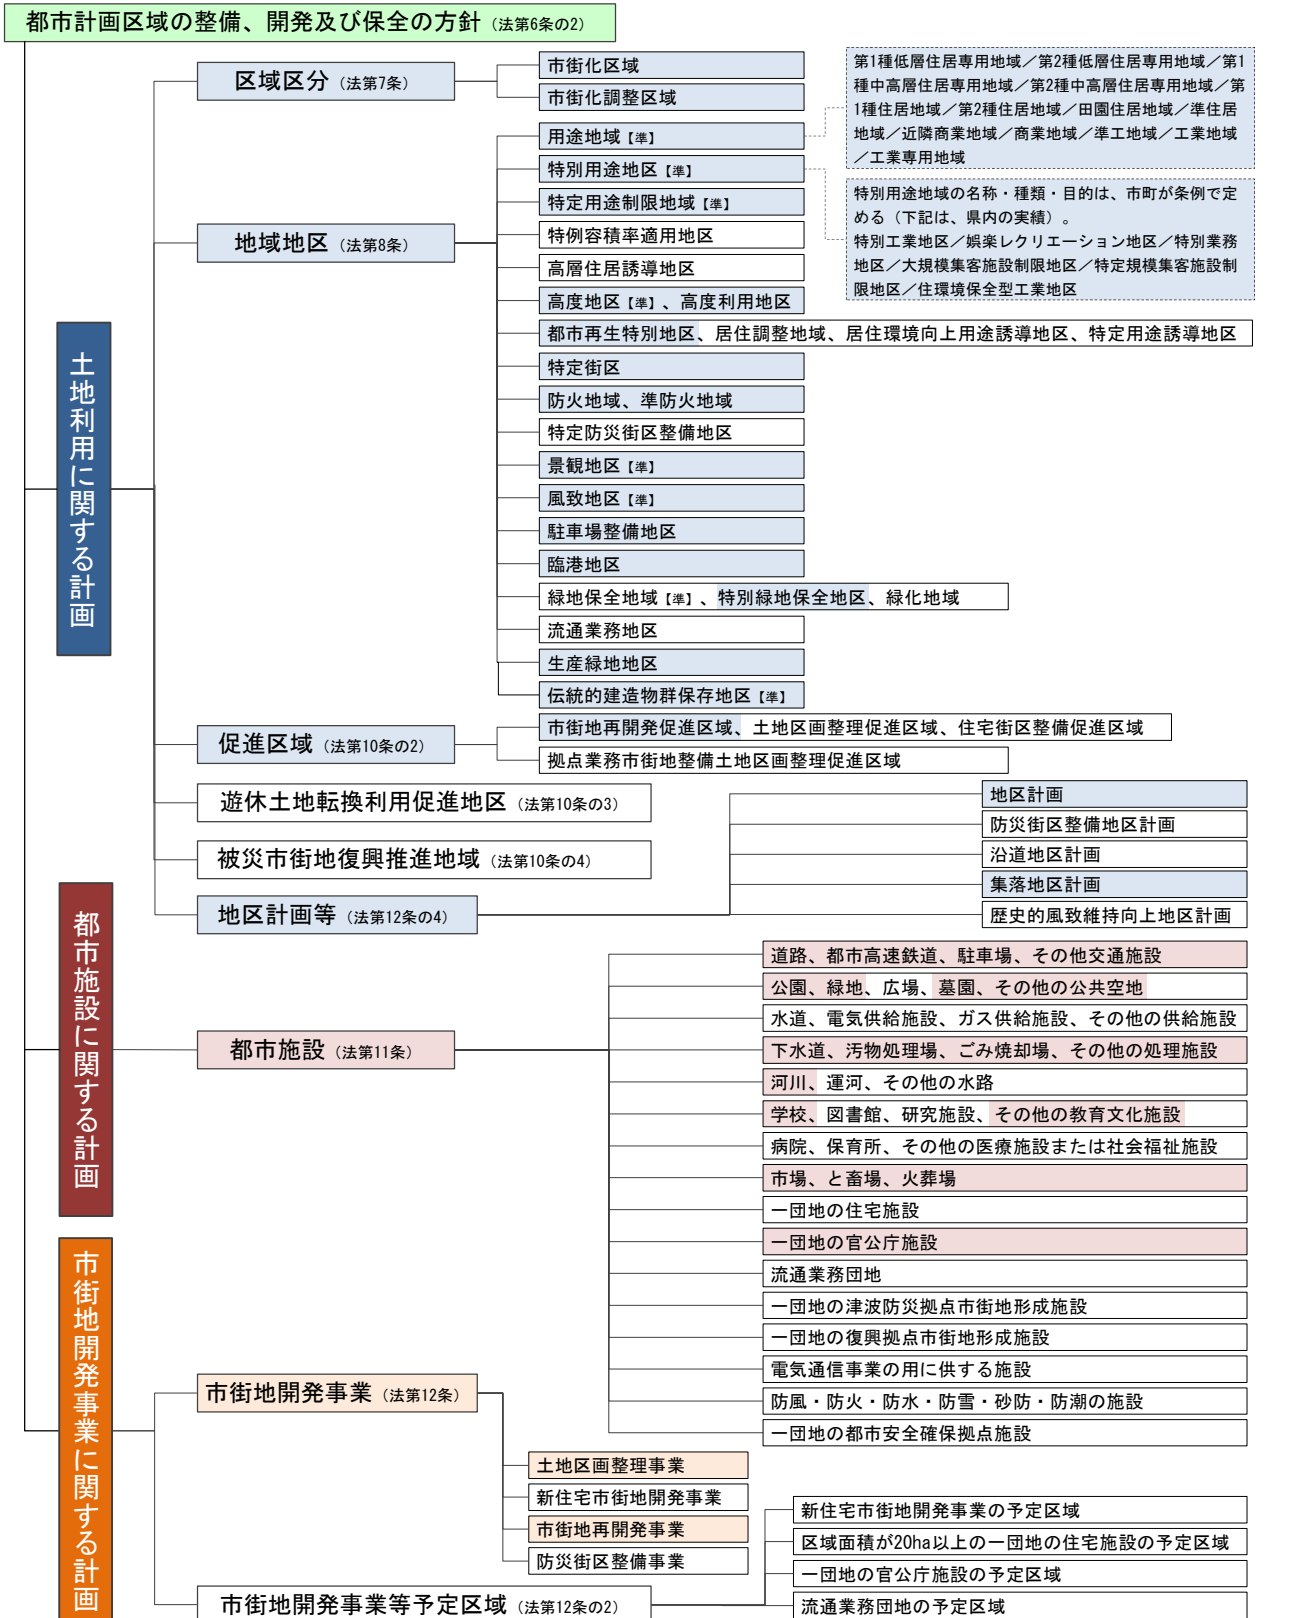 都市計画区域の整備、開発及び保全の方針（法第6条の2）
土地利用に関する計画
区域区分（法第7条）
市街化区域
市街化調整区域
地域地区（法第8条）
用途地域【準】
特別用途地区【準】
特定用途制限地域【準】
特例容積率適用地区
高層住居誘導地区
高度地区【準】、高度利用地区
都市再生特別地区、居住調整地域、居住環境向上用途誘導地区、特定用途誘導地区
特定街区
防火地域、準防火地域
特定防災街区整備地区
景観地区【準】
風致地区【準】
駐車場整備地区
臨港地区
緑地保全地域【準】、特別緑地保全地区、緑化地域
流通業務地区
生産緑地地区
伝統的建造物群保存地区【準】
第1種低層住居専用地域／第2種低層住居専用地域／第1
種中高層住居専用地域／第2種中高層住居専用地域／第
1種住居地域／第2種住居地域／田園住居地域／準住居
地域／近隣商業地域／商業地域／準工地域／工業地域
／工業専用地域
特別用途地域の名称・種類・目的は、市町が条例で定
める（下記は、県内の実績）。
特別工業地区／娯楽レクリエーション地区／特別業務
地区／大規模集客施設制限地区／特定規模集客施設制
限地区／住環境保全型工業地区
促進区域（法第10条の2）
市街地再開発促進区域、土地区画整理促進区域、住宅街区整備促進区域
拠点業務市街地整備土地区画整理促進区域
遊休土地転換利用促進地区（法第10条の3）
被災市街地復興推進地域（法第10条の4）
地区計画等（法第12条の4）
地区計画
防災街区整備地区計画
沿道地区計画
集落地区計画
歴史的風致維持向上地区計画
都市施設に関する計画
都市施設（法第11条）
道路、都市高速鉄道、駐車場、その他交通施設
公園、緑地、広場、墓園、その他の公共空地
水道、電気供給施設、ガス供給施設、その他の供給施設
下水道、汚物処理場、ごみ焼却場、その他の処理施設
河川、運河、その他の水路
学校、図書館、研究施設、その他の教育文化施設
病院、保育所、その他の医療施設または社会福祉施設
市場、と畜場、火葬場
一団地の住宅施設
一団地の官公庁施設
流通業務団地
一団地の津波防災拠点市街地形成施設
一団地の復興拠点市街地形成施設
電気通信事業の用に供する施設
防風・防火・防水・防雪・砂防・防潮の施設
一団地の都市安全確保拠点施設
市街地開発事業に関する計画
市街地開発事業（法第12条）
土地区画整理事業
新住宅市街地開発事業
市街地再開発事業
防災街区整備事業
市街地開発事業等予定区域（法第12条の2）
新住宅市街地開発事業の予定区域
区域面積が20ha以上の一団地の住宅施設の予定区域
一団地の官公庁施設の予定区域
流通業務団地の予定区域